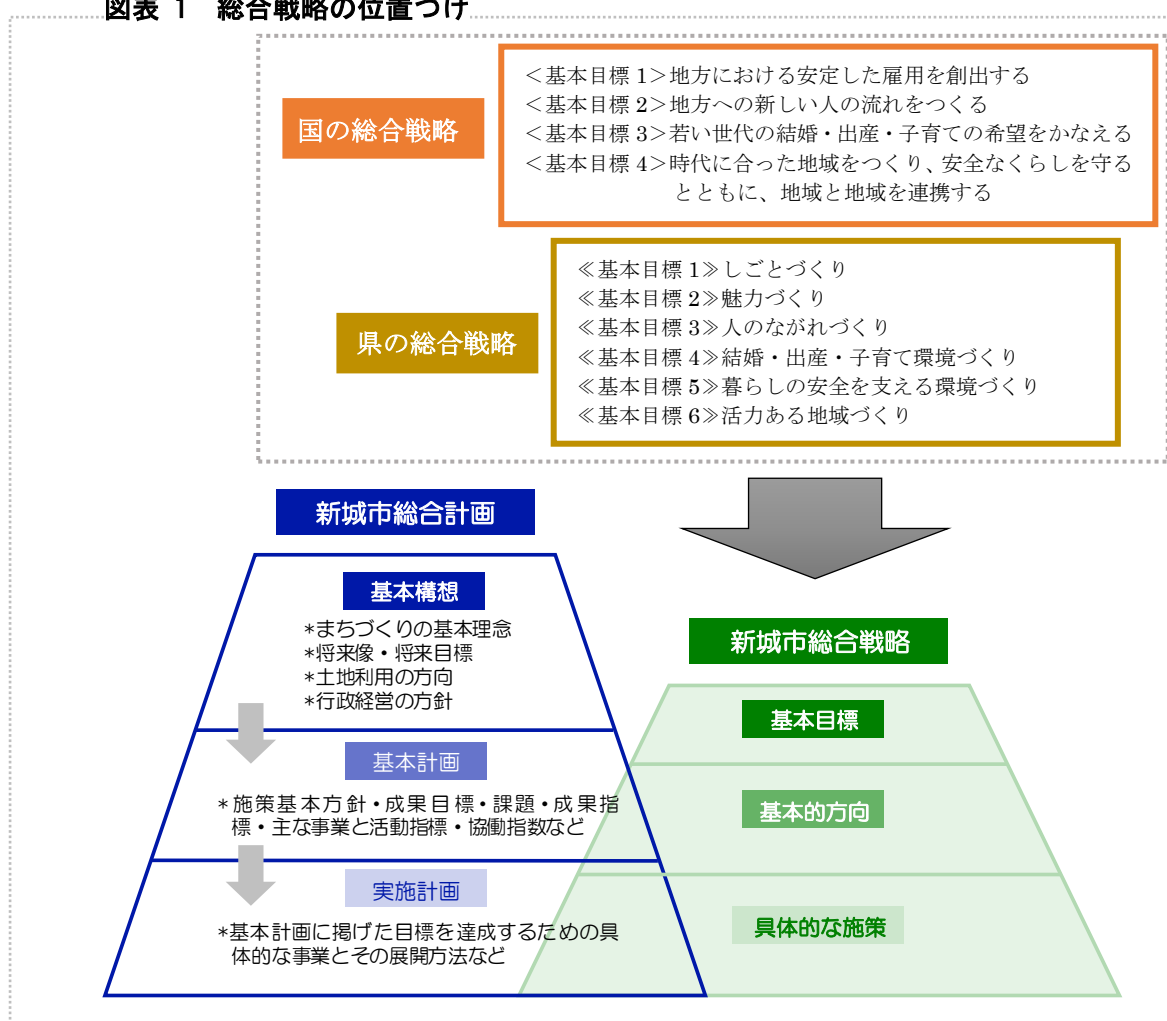 図表 1 総合戦略の位置づけ
国の総合戦略
＜基本目標 1＞地方における安定した雇用を創出する
＜基本目標 2＞地方への新しい人の流れをつくる
＜基本目標 3＞若い世代の結婚・出産・子育ての希望をかなえる
＜基本目標 4＞時代に合った地域をつくり、安全なくらしを守る
とともに、地域と地域を連携する
県の総合戦略
≪基本目標 1≫しごとづくり
≪基本目標 2≫魅力づくり
≪基本目標 3≫人のながれづくり
≪基本目標 4≫結婚・出産・子育て環境づくり
≪基本目標 5≫暮らしの安全を支える環境づくり
≪基本目標 6≫活力ある地域づくり
新城市総合計画
基本構想
*まちづくりの基本理念
*将来像・将来目標
*土地利用の方向
*行政経営の方針
基本計画
*施策基本方針・成果目標・課題・成果指
標・主な事業と活動指標・協働指数など
実施計画
*基本計画に掲げた目標を達成するための具
体的な事業とその展開方法など
新城市総合戦略
基本目標
基本的方向
具体的な施策